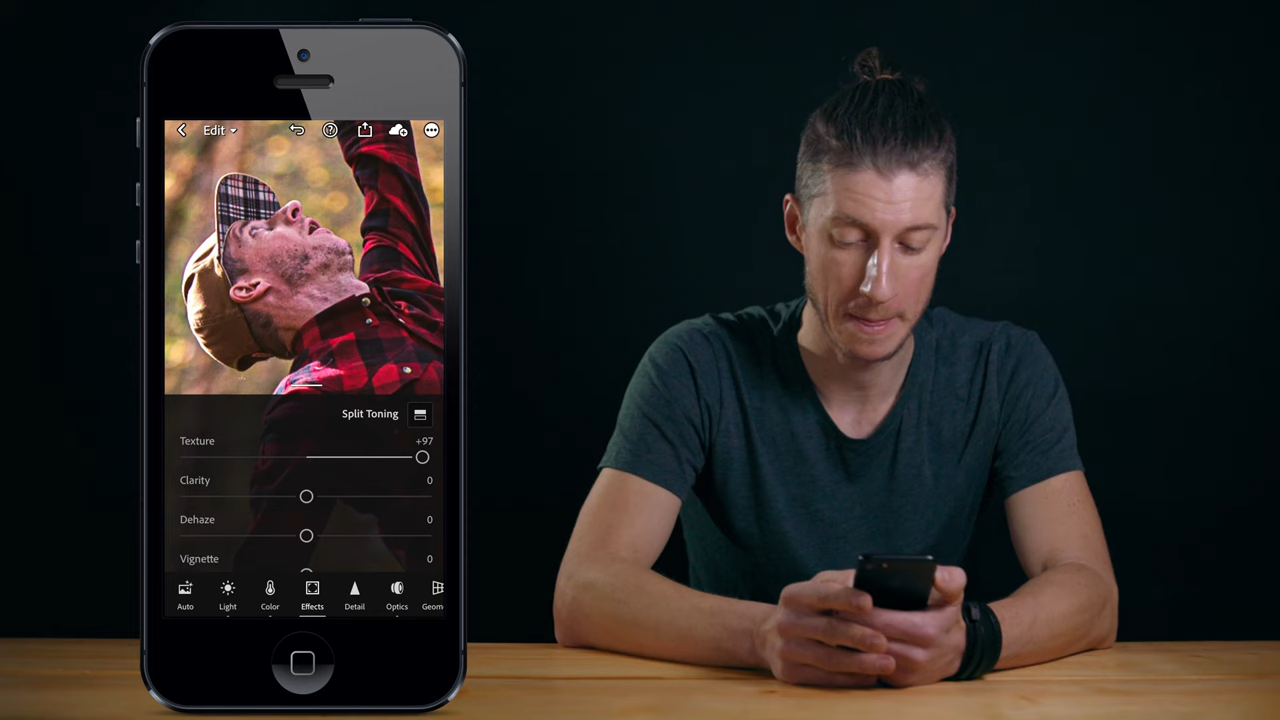 Edit
Split Toning
Texture +97
Clarity 0
Dehaze 0
Vignette 0
Auto Light Color Effects Detail Optics Geom